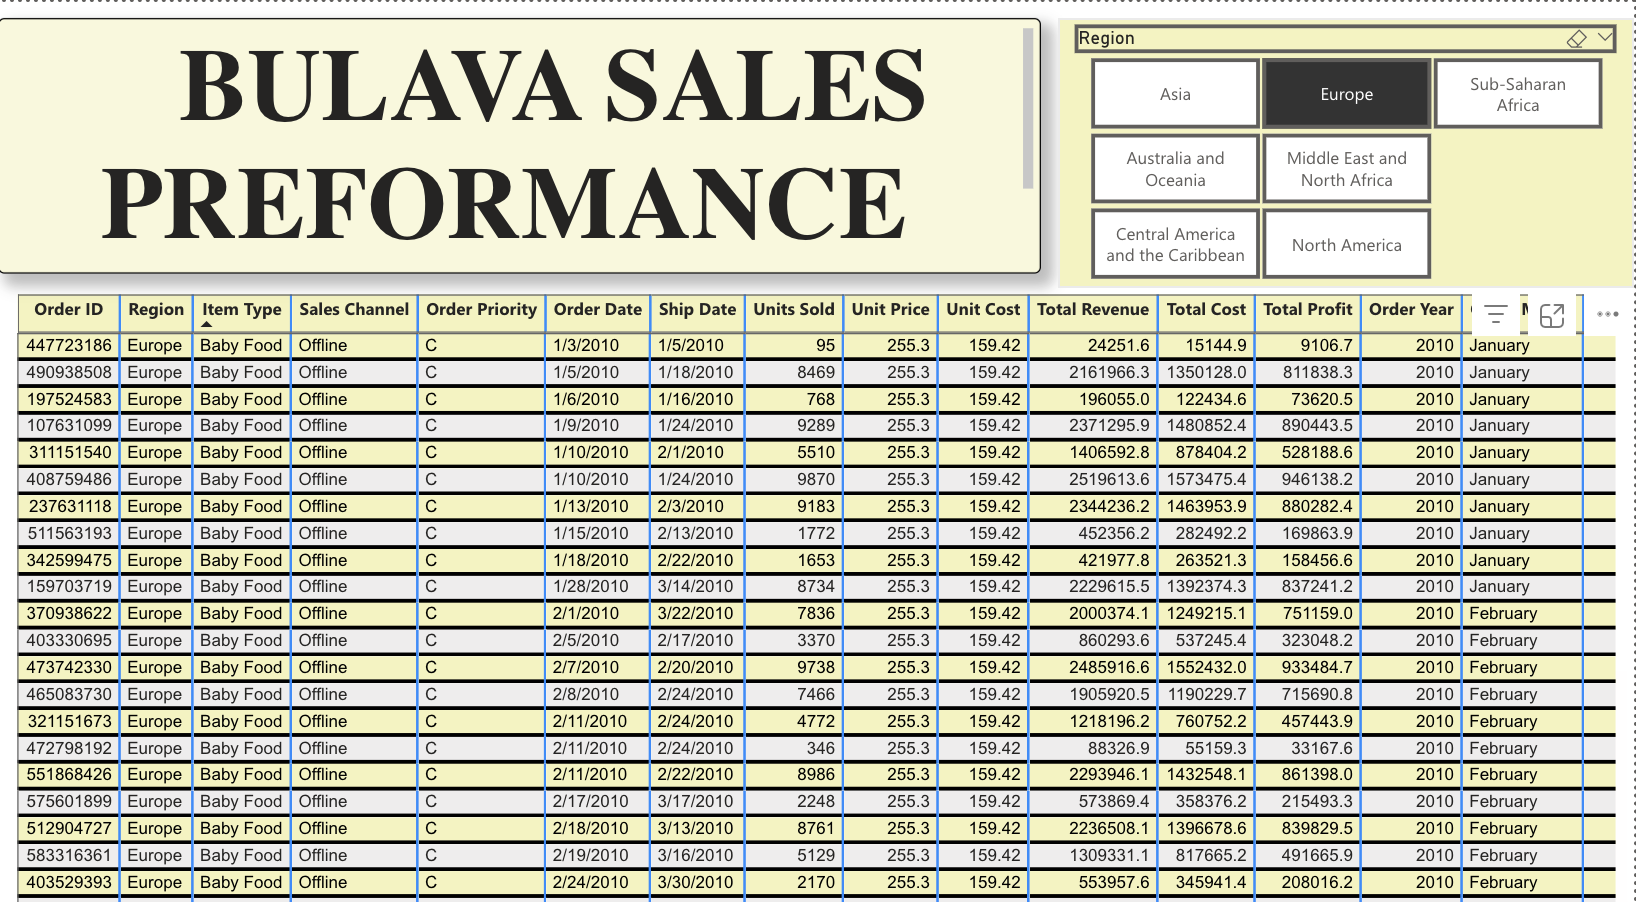 BULAVA SALES
PREFORMANCE
Region
Asia
Europe
Sub-Saharan
Africa
Australia and
Oceania
Middle East and
North Africa
Central America
and the Caribbean
North America
Order ID Region Item Type Sales Channel Order Priority Order Date Ship Date Units Sold Unit Price Unit Cost Total Revenue Total Cost Total Profit Order Year
447723186 Europe Baby Food Offline C 1/3/2010 1/5/2010 95 255.3 159.42 24251.6 15144.9 9106.7 2010 January
490938508 Europe Baby Food Offline C 1/5/2010 1/18/2010 8469 255.3 159.42 2161966.3 1350128.0 811838.3 2010 January
197524583 Europe Baby Food Offline C 1/6/2010 1/16/2010 768 255.3 159.42 196055.0 122434.6 73620.5 2010 January
107631099 Europe Baby Food Offline C 1/9/2010 1/24/2010 9289 255.3 159.42 2371295.9 1480852.4 890443.5 2010 January
311151540 Europe Baby Food Offline C 1/10/2010 2/1/2010 5510 255.3 159.42 1406592.8 878404.2 528188.6 2010 January
408759486 Europe Baby Food Offline C 1/10/2010 1/24/2010 9870 255.3 159.42 2519613.6 1573475.4 946138.2 2010 January
237631118 Europe Baby Food Offline C 1/13/2010 2/3/2010 9183 255.3 159.42 2344236.2 1463953.9 880282.4 2010 January
511563193 Europe Baby Food Offline C 1/15/2010 2/13/2010 1772 255.3 159.42 452356.2 282492.2 169863.9 2010 January
342599475 Europe Baby Food Offline C 1/18/2010 2/22/2010 1653 255.3 159.42 421977.8 263521.3 158456.6 2010 January
159703719 Europe Baby Food Offline C 1/28/2010 3/14/2010 8734 255.3 159.42 2229615.5 1392374.3 837241.2 2010 January
370938622 Europe Baby Food Offline C 2/1/2010 3/22/2010 7836 255.3 159.42 2000374.1 1249215.1 751159.0 2010 February
403330695 Europe Baby Food Offline C 2/5/2010 2/17/2010 3370 255.3 159.42 860293.6 537245.4 323048.2 2010 February
473742330 Europe Baby Food Offline C 2/7/2010 2/20/2010 9738 255.3 159.42 2485916.6 1552432.0 933484.7 2010 February
465083730 Europe Baby Food Offline C 2/8/2010 2/24/2010 7466 255.3 159.42 1905920.5 1190229.7 715690.8 2010 February
321151673 Europe Baby Food Offline C 2/11/2010 2/24/2010 4772 255.3 159.42 1218196.2 760752.2 457443.9 2010 February
472798192 Europe Baby Food Offline C 2/11/2010 2/24/2010 346 255.3 159.42 88326.9 55159.3 33167.6 2010 February
551868426 Europe Baby Food Offline C 2/11/2010 2/22/2010 8986 255.3 159.42 2293946.1 1432548.1 861398.0 2010 February
575601899 Europe Baby Food Offline C 2/17/2010 3/17/2010 2248 255.3 159.42 573869.4 358376.2 215493.3 2010 February
512904727 Europe Baby Food Offline C 2/18/2010 3/13/2010 8761 255.3 159.42 2236508.1 1396678.6 839829.5 2010 February
583316361 Europe Baby Food Offline C 2/19/2010 3/16/2010 5129 255.3 159.42 1309331.1 817665.2 491665.9 2010 February
403529393 Europe Baby Food Offline C 2/24/2010 3/30/2010 2170 255.3 159.42 553957.6 345941.4 208016.2 2010 February